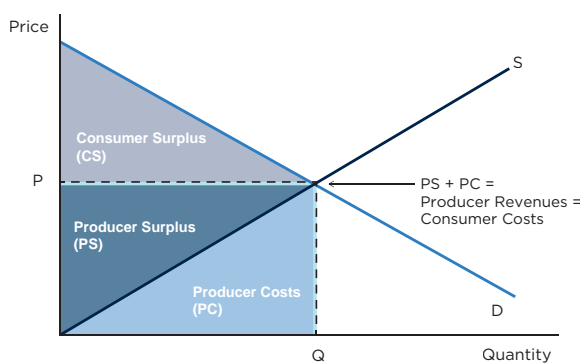 Price
S
Consumer Surplus
(CS)
P
PS + PC =
Producer Revenues =
Consumer Costs
Producer Surplus
(PS)
Producer Costs
(PC)
D
Q
Quantity